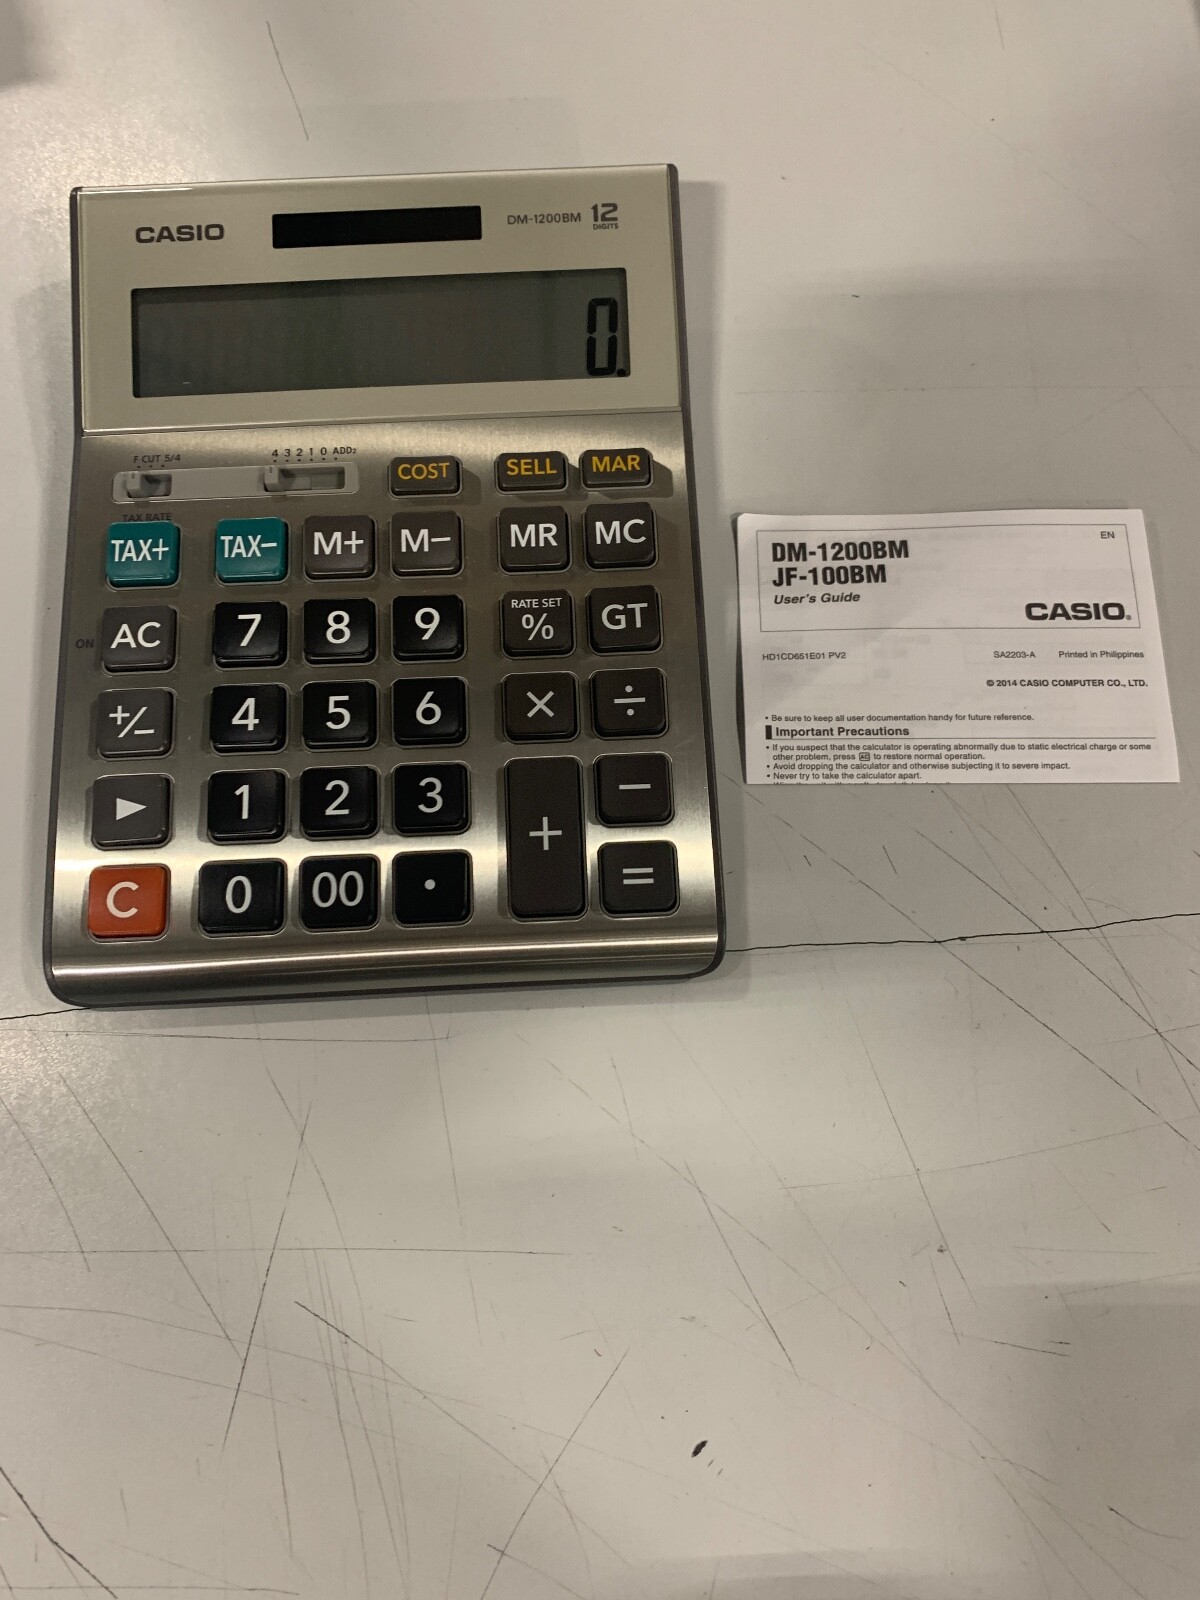 CASIO
DM-1200BM 12
DIGITS
0.
F CUT 5/4
4 3 2 1 0 ADD₂
COST SELL MAR
TAX RATE
TAX+ TAX− M+ M− MR MC
RATE SET
ON AC 7 8 9 % GT
+/− 4 5 6 × ÷
▶ 1 2 3 + −
C 0 00 · =
EN
DM-1200BM
JF-100BM
User's Guide
CASIO.
HD1CD651E01 PV2 SA2203-A Printed in Philippines
© 2014 CASIO COMPUTER CO., LTD.
• Be sure to keep all user documentation handy for future reference.
Important Precautions
• If you suspect that the calculator is operating abnormally due to static electrical charge or some
other problem, press AC to restore normal operation.
• Avoid dropping the calculator and otherwise subjecting it to severe impact.
• Never try to take the calculator apart.